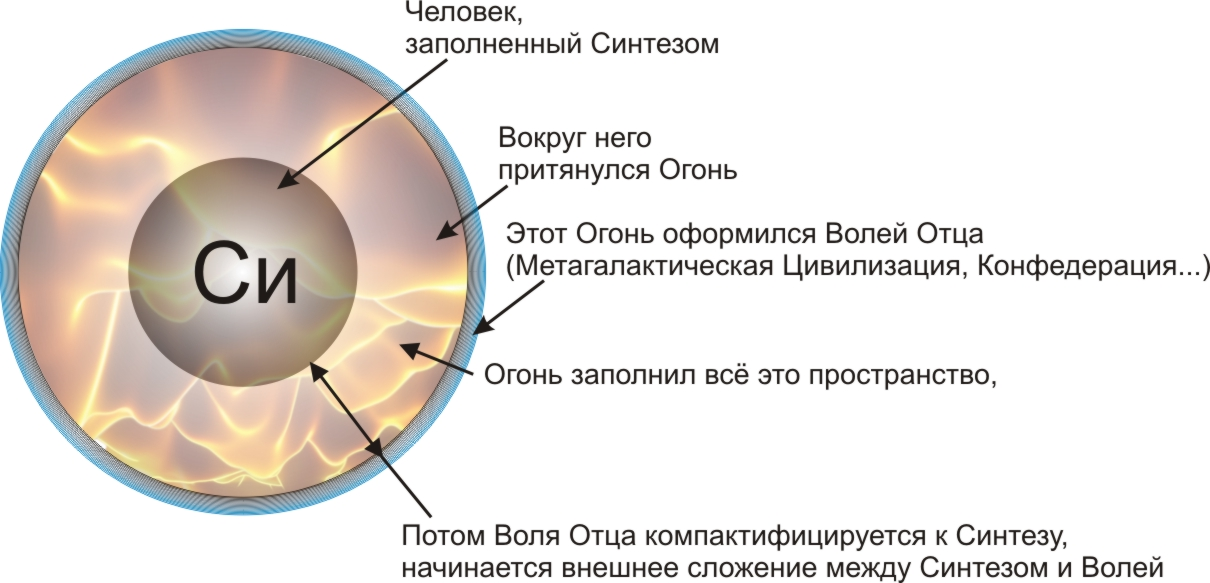 Человек,
заполненный Синтезом
Вокруг него
притянулся Огонь
Этот Огонь оформился Волей Отца
(Метагалактическая Цивилизация, Конфедерация...)
Си
Огонь заполнил всё это пространство,
Потом Воля Отца компактифицируется к Синтезу,
начинается внешнее сложение между Синтезом и Волей